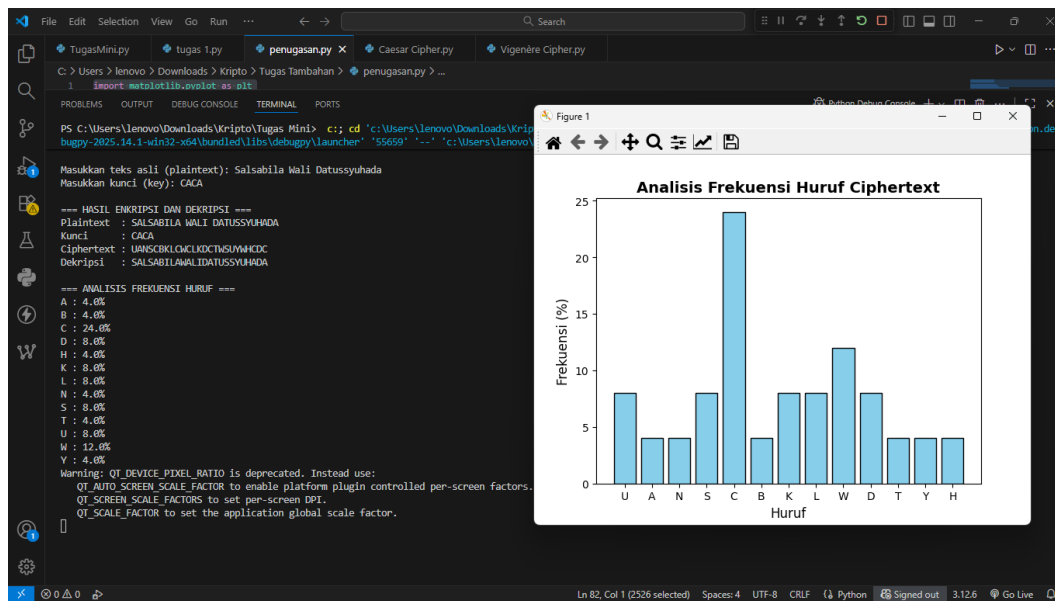 File Edit Selection View Go Run ···
Search
TugasMini.py tugas 1.py penugasan.py Caesar Cipher.py Vigenère Cipher.py
C: > Users > lenovo > Downloads > Kripto > Tugas Tambahan > penugasan.py > ...
1 import matplotlib.pyplot as plt
PROBLEMS OUTPUT DEBUG CONSOLE TERMINAL PORTS
Python Debug Console
PS C:\Users\lenovo\Downloads\Kripto\Tugas Mini> c:; cd 'c:\Users\lenovo\Downloads\Krip
bugpy-2025.14.1-win32-x64\bundled\libs\debugpy\launcher' '55659' '--' 'c:\Users\lenovo\
Masukkan teks asli (plaintext): Salsabila Wali Datussyuhada
Masukkan kunci (key): CACA
=== HASIL ENKRIPSI DAN DEKRIPSI ===
Plaintext : SALSABILA WALI DATUSSYUHADA
Kunci : CACA
Ciphertext : UANSCBKLCWCLKDCTWSUYWHCDC
Dekripsi : SALSABILAWALIDATUSSYUHADA
=== ANALISIS FREKUENSI HURUF ===
A : 4.0%
B : 4.0%
C : 24.0%
D : 8.0%
H : 4.0%
K : 8.0%
L : 8.0%
N : 4.0%
S : 8.0%
T : 4.0%
U : 8.0%
W : 12.0%
Y : 4.0%
Warning: QT_DEVICE_PIXEL_RATIO is deprecated. Instead use:
QT_AUTO_SCREEN_SCALE_FACTOR to enable platform plugin controlled per-screen factors.
QT_SCREEN_SCALE_FACTORS to set per-screen DPI.
QT_SCALE_FACTOR to set the application global scale factor.
Figure 1
Analisis Frekuensi Huruf Ciphertext
25
20
15
10
5
0
Frekuensi (%)
U A N S C B K L W D T Y H
Huruf
0 0 0 Ln 82, Col 1 (2526 selected) Spaces: 4 UTF-8 CRLF Python Signed out 3.12.6 Go Live